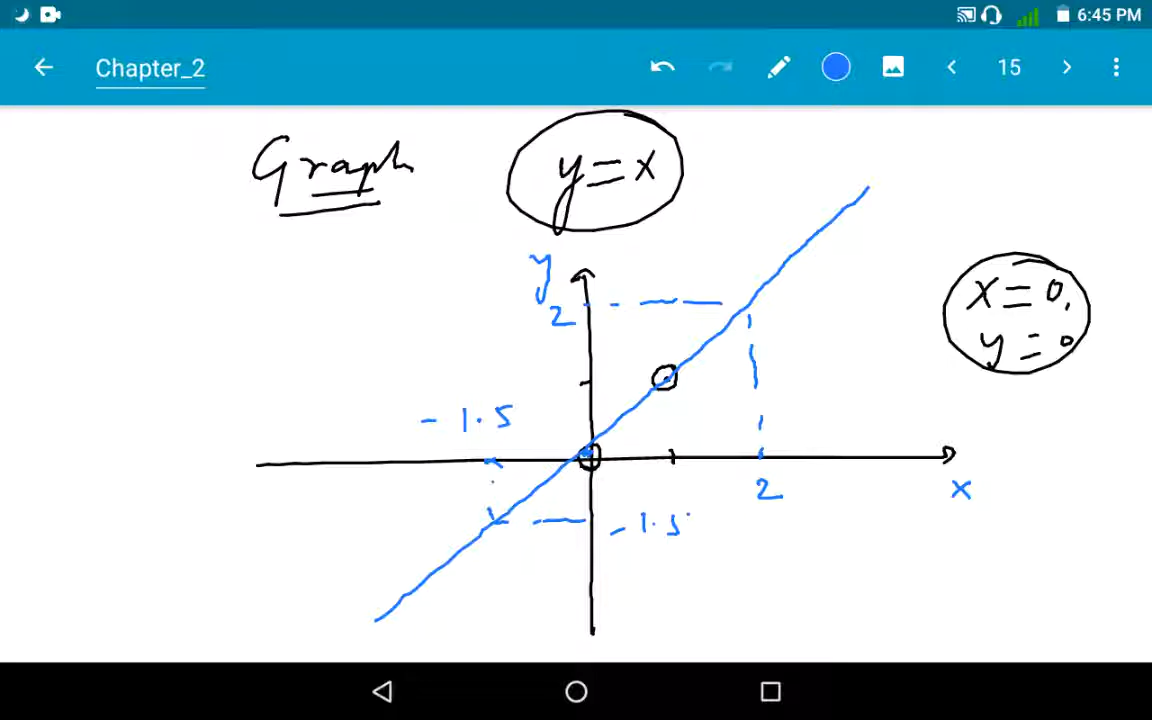 6:45 PM
Chapter_2
15
Graph
y=x
y
x=0,
y=0
2
-1.5
2
x
-1.5